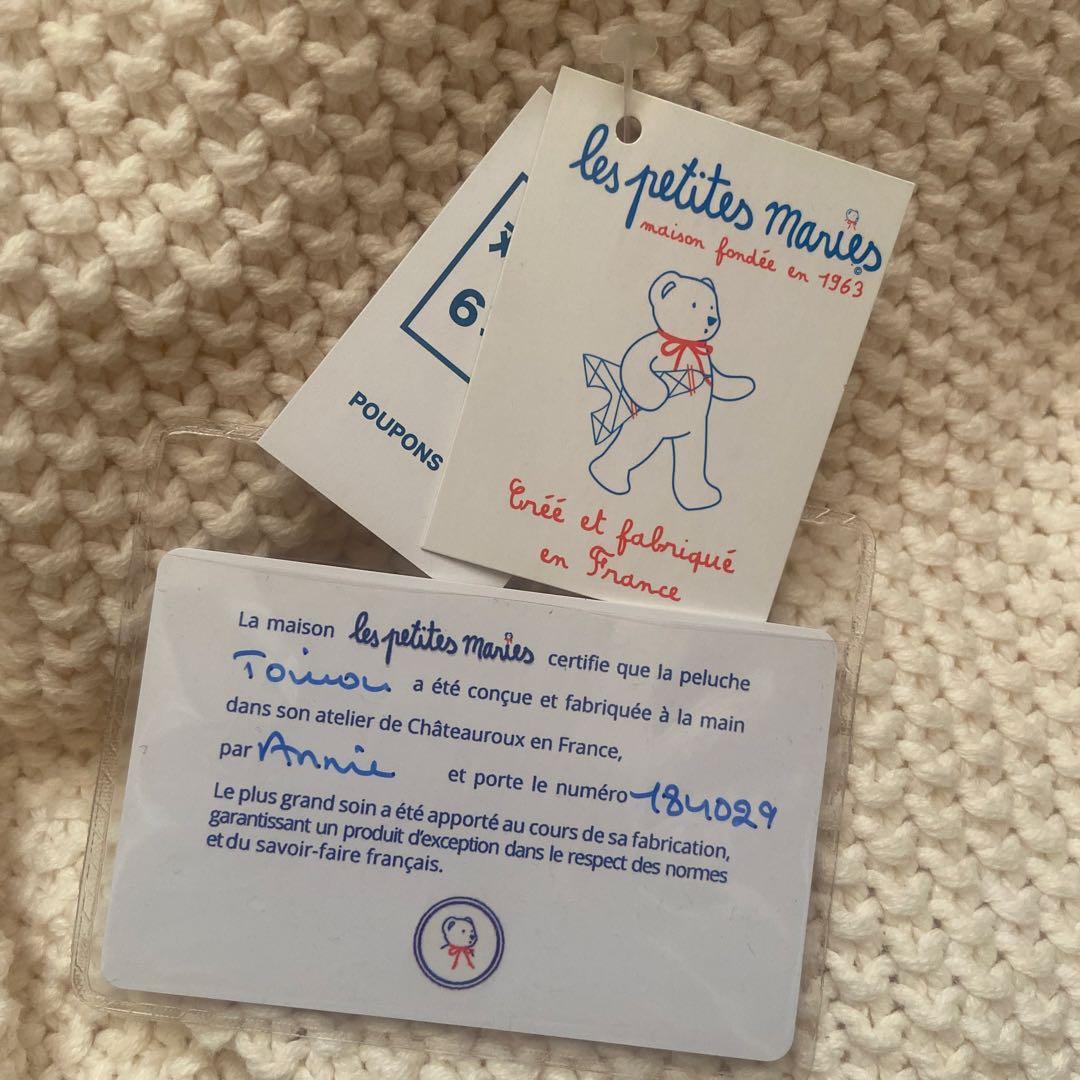 les petites maries
maison fondée en 1963
Créé et fabriqué
en France
6
POUPONS
La maison les petites maries certifie que la peluche
Toinou a été conçue et fabriquée à la main
dans son atelier de Châteauroux en France,
par Annie et porte le numéro 184029
Le plus grand soin a été apporté au cours de sa fabrication,
garantissant un produit d'exception dans le respect des normes
et du savoir-faire français.